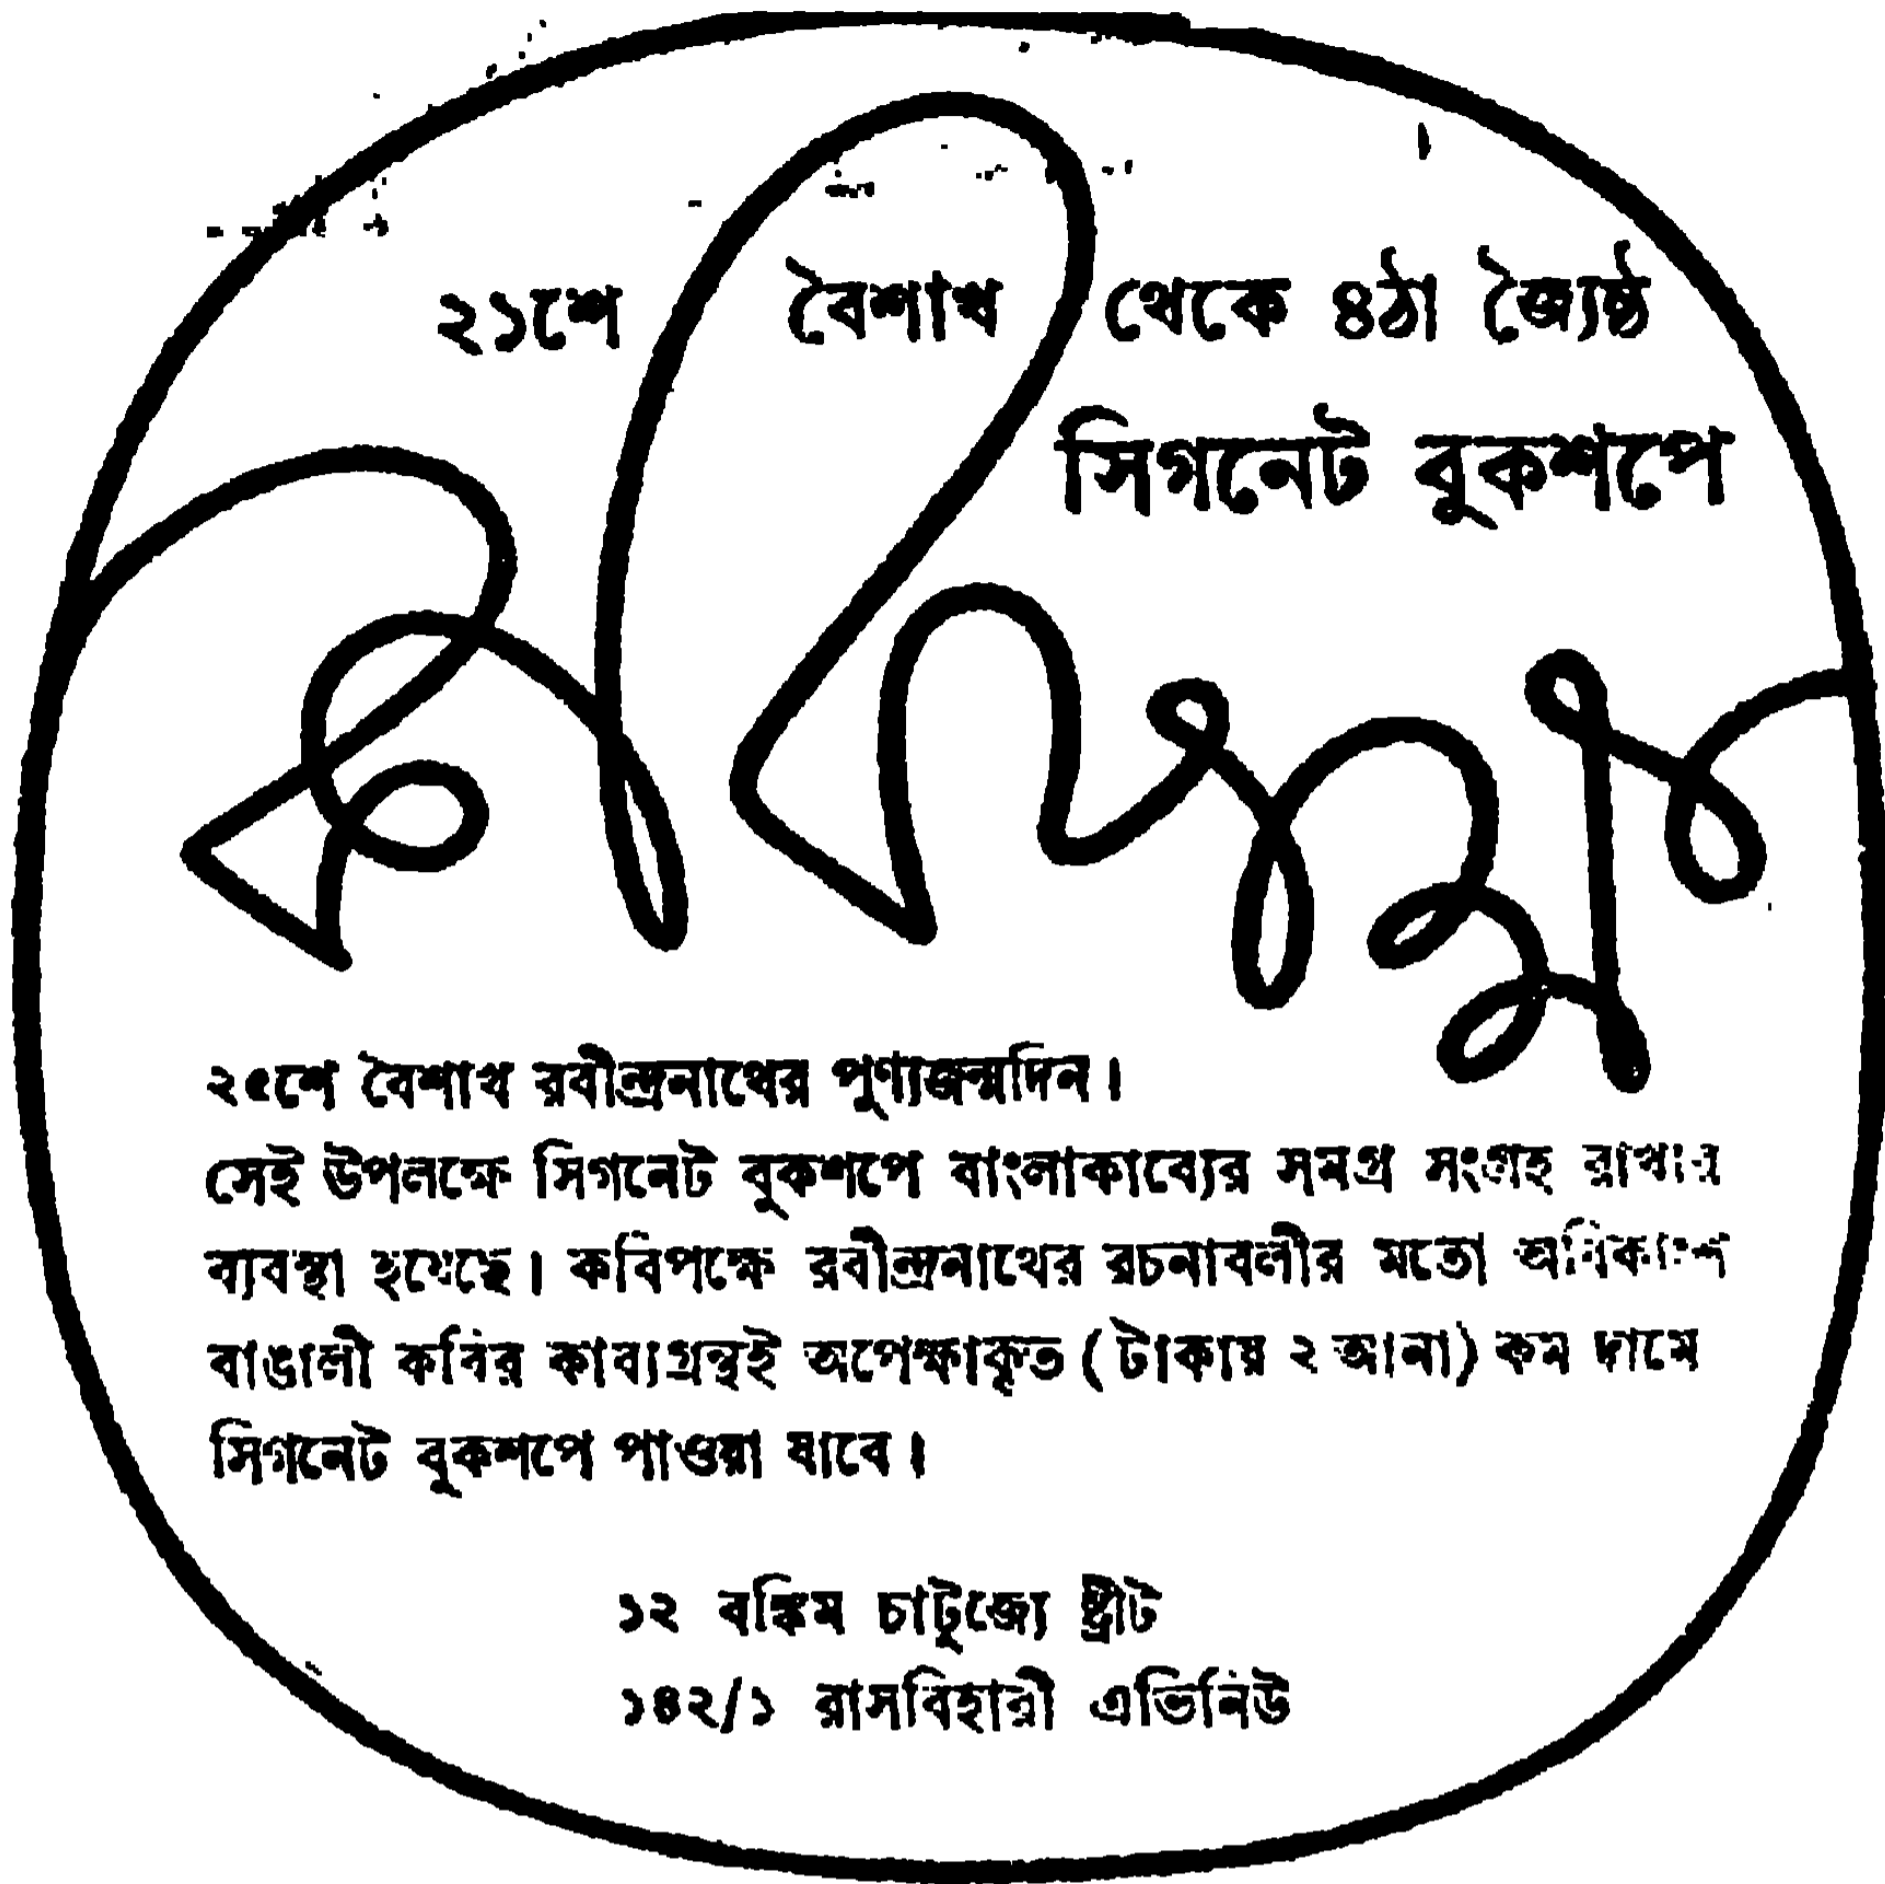 ২১শে বৈশাখ থেকে ৪ঠা জ্যৈষ্ঠ
সিগনেট বুকশপে
কবিপক্ষ
২৫শে বৈশাখ রবীন্দ্রনাথের পুণ্যজন্মদিন।
সেই উপলক্ষে সিগনেট বুকশপে বাংলাকাব্যের সমগ্র সংগ্রহ রাখার
ব্যবস্থা হয়েছে। কবিপক্ষে রবীন্দ্রনাথের রচনাবলীর মতো অধিকাংশ
বাঙালী কবির কাব্যগ্রন্থই অপেক্ষাকৃত (টাকায় ২ আনা) কম দামে
সিগনেট বুকশপে পাওয়া যাবে।
১২ বঙ্কিম চাটুজ্যে স্ট্রীট
১৪২/১ রাসবিহারী এভিনিউ